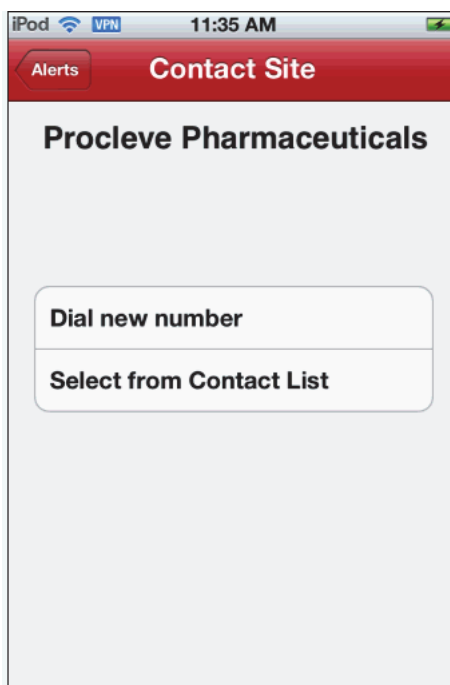 iPod VPN 11:35 AM
Alerts Contact Site
Procleve Pharmaceuticals
Dial new number
Select from Contact List